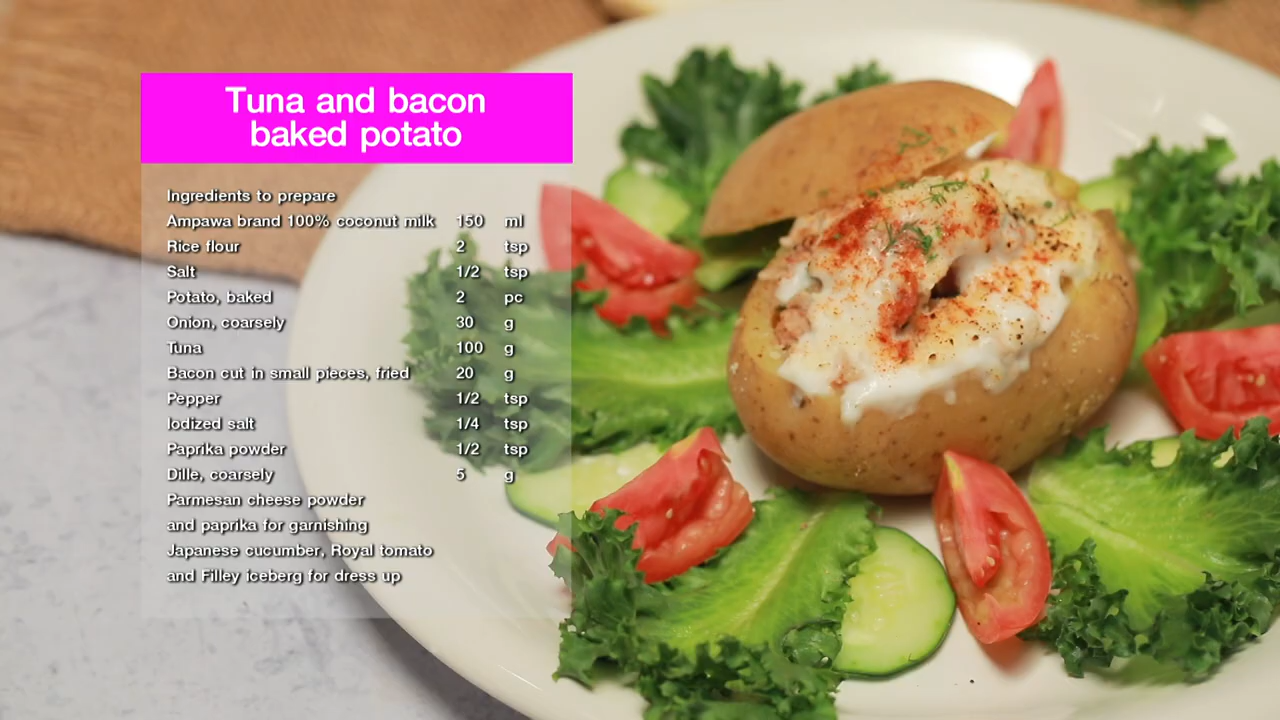 Tuna and bacon
baked potato
Ingredients to prepare
Ampawa brand 100% coconut milk 150 ml
Rice flour 2 tsp
Salt 1/2 tsp
Potato, baked 2 pc
Onion, coarsely 30 g
Tuna 100 g
Bacon cut in small pieces, fried 20 g
Pepper 1/2 tsp
Iodized salt 1/4 tsp
Paprika powder 1/2 tsp
Dille, coarsely 5 g
Parmesan cheese powder
and paprika for garnishing
Japanese cucumber, Royal tomato
and Filley iceberg for dress up